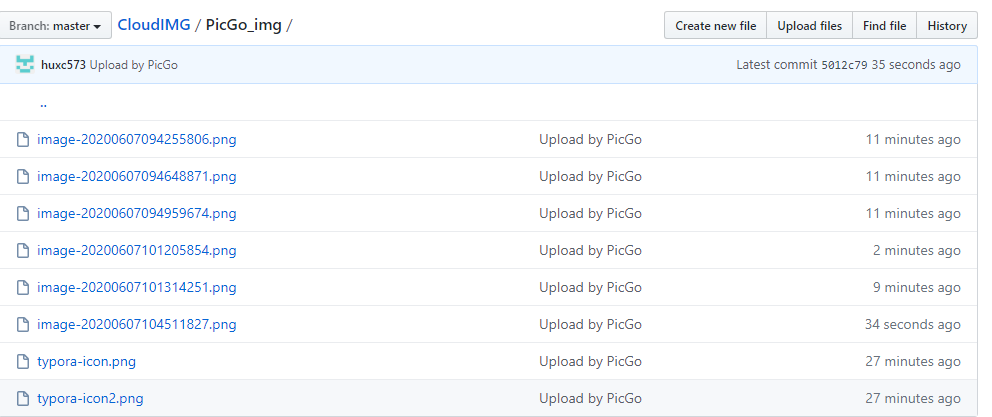 Branch: master CloudIMG / PicGo_img / Create new file Upload files Find file History
huxc573 Upload by PicGo Latest commit 5012c79 35 seconds ago
..
image-20200607094255806.png Upload by PicGo 11 minutes ago
image-20200607094648871.png Upload by PicGo 11 minutes ago
image-20200607094959674.png Upload by PicGo 11 minutes ago
image-20200607101205854.png Upload by PicGo 2 minutes ago
image-20200607101314251.png Upload by PicGo 9 minutes ago
image-20200607104511827.png Upload by PicGo 34 seconds ago
typora-icon.png Upload by PicGo 27 minutes ago
typora-icon2.png Upload by PicGo 27 minutes ago